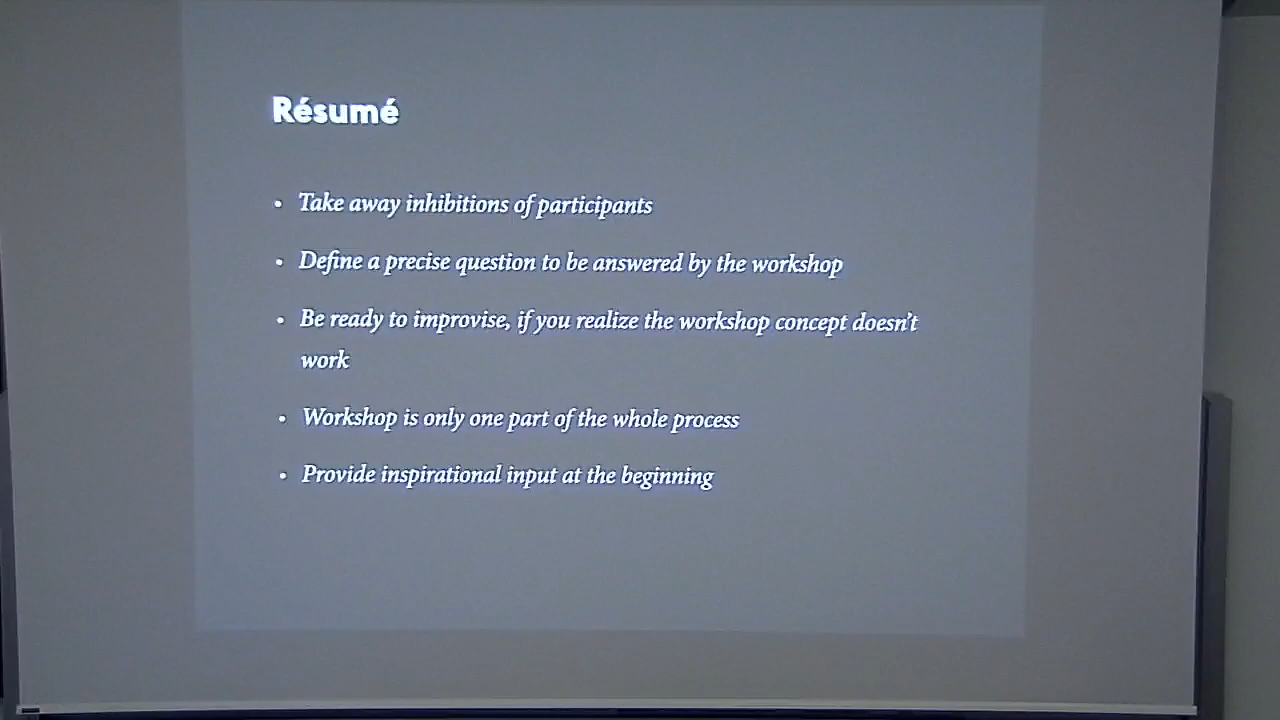 Résumé
• Take away inhibitions of participants
• Define a precise question to be answered by the workshop
• Be ready to improvise, if you realize the workshop concept doesn't
work
• Workshop is only one part of the whole process
• Provide inspirational input at the beginning